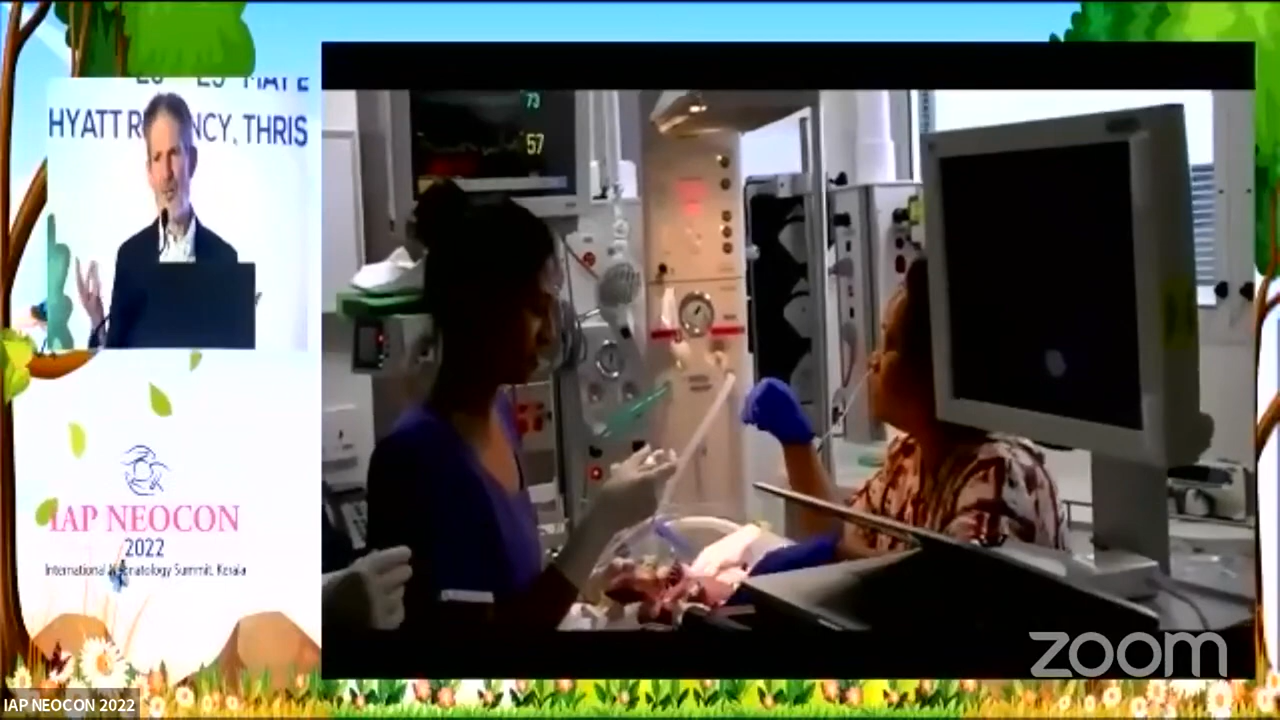 HYATT R NCY, THRIS
IAP NEOCON
2022
International Neonatology Summit, Kerala
73
57
zoom
IAP NEOCON 2022